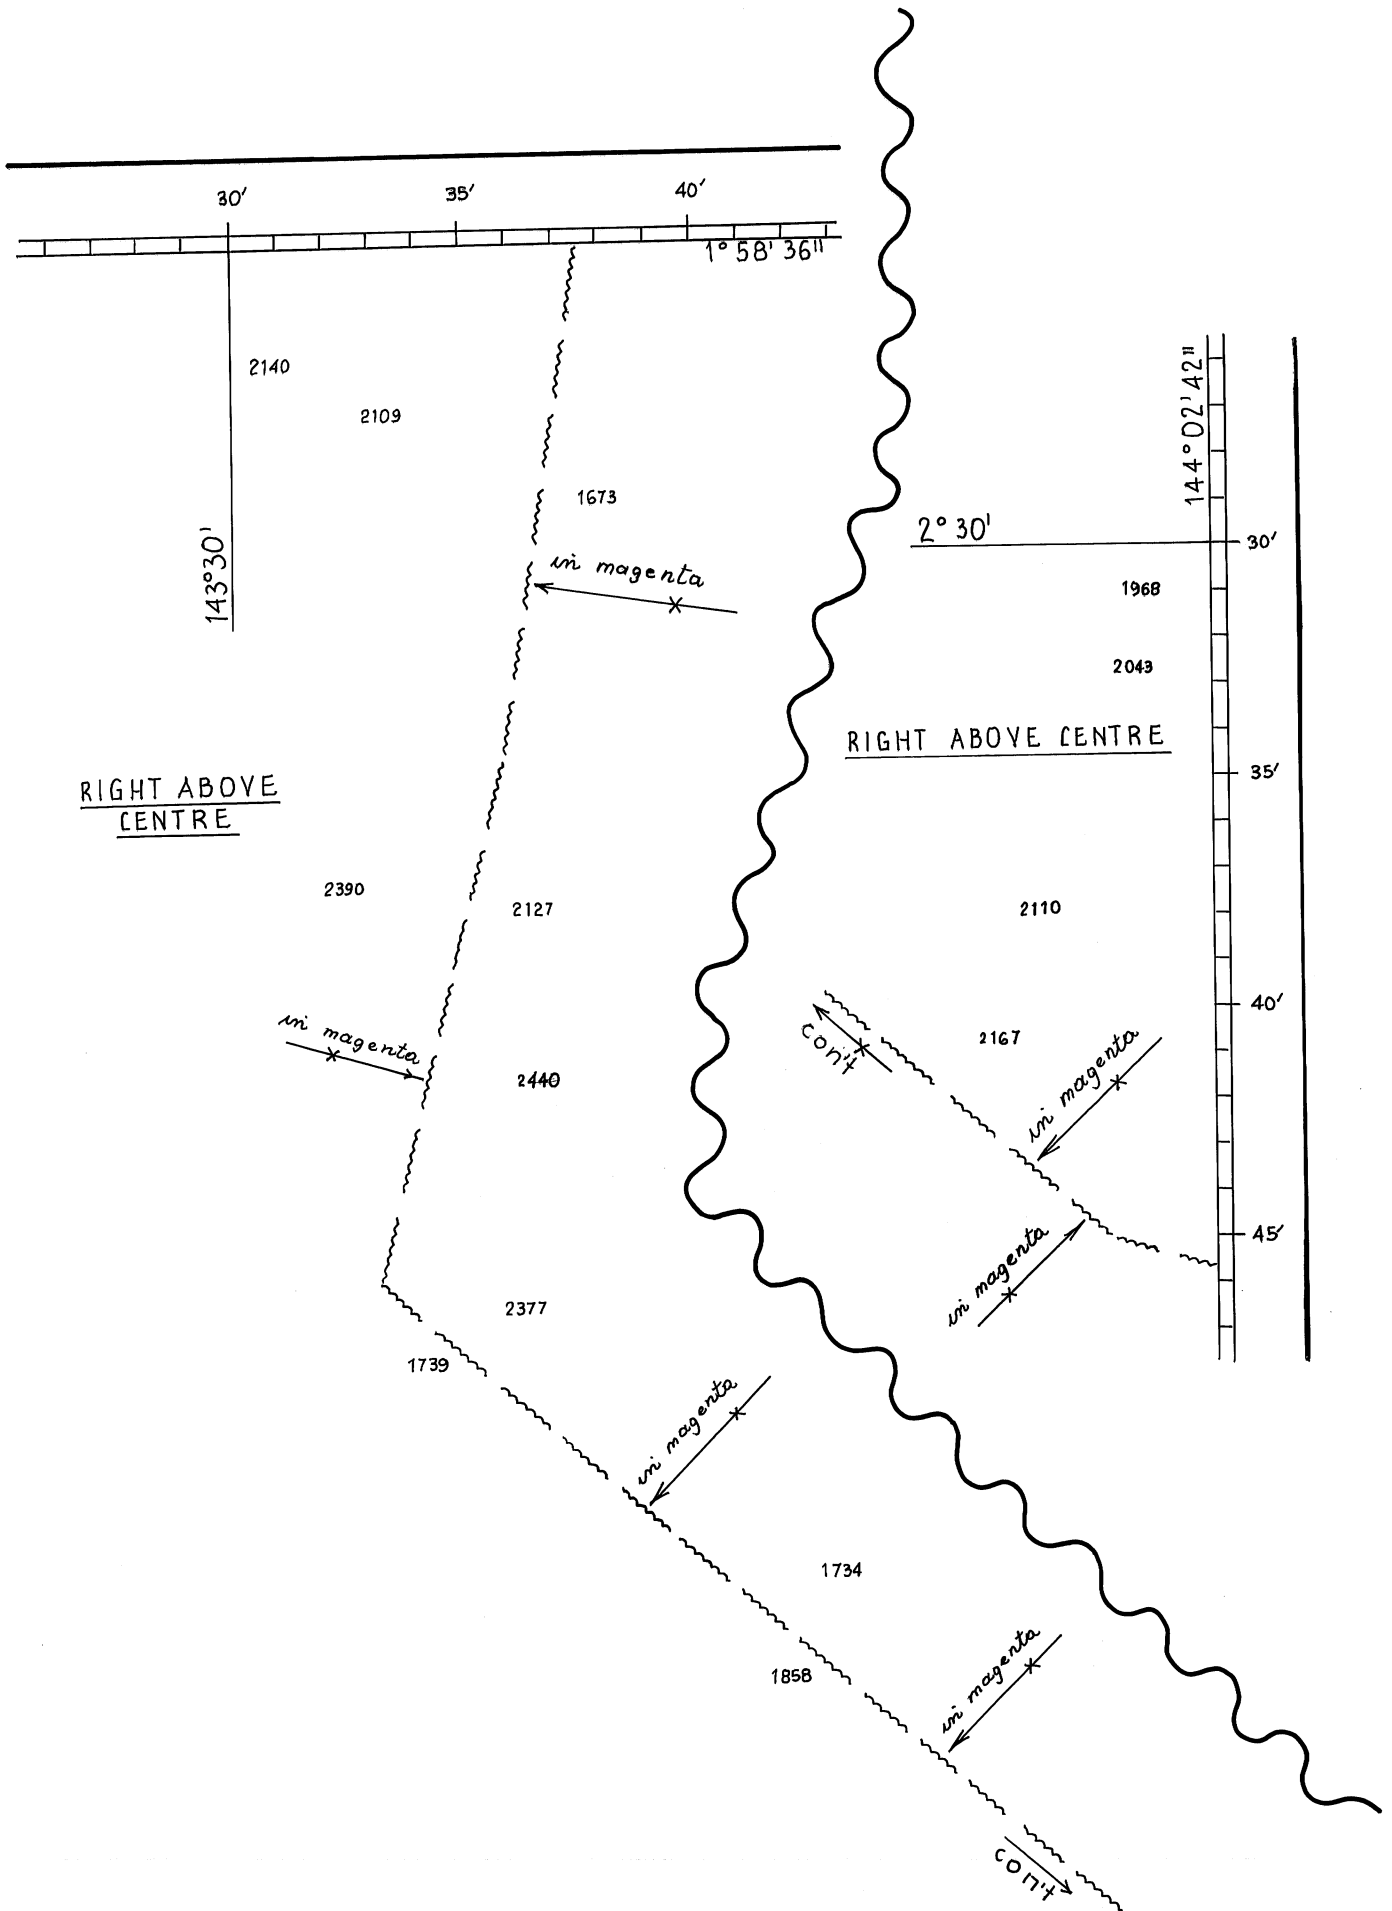 30' 35' 40'
1° 58' 36"
2140
2109
1673
in magenta
143°30'
RIGHT ABOVE
CENTRE
2390
2127
in magenta
2440
2377
1739
in magenta
1734
1858
in magenta
con't
144° 02' 42"
2° 30'
30'
1968
2043
RIGHT ABOVE CENTRE
35'
2110
40'
con't
2167
in magenta
45'
in magenta